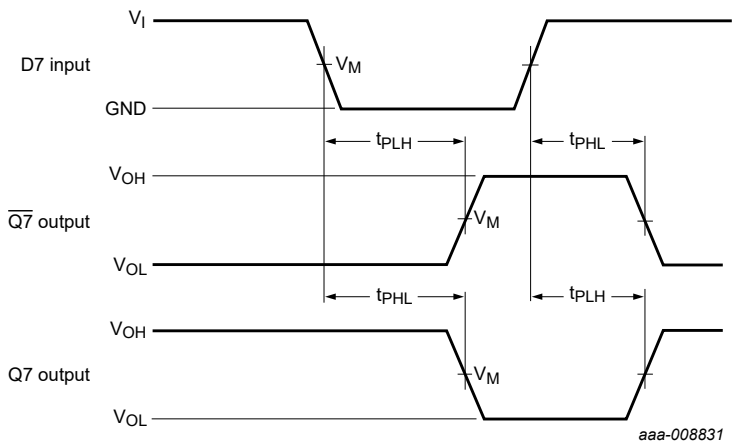 V_I
D7 input
V_M
GND
t_PLH
t_PHL
V_OH
Q̅7̅ output
V_M
V_OL
t_PHL
t_PLH
V_OH
Q7 output
V_M
V_OL
aaa-008831